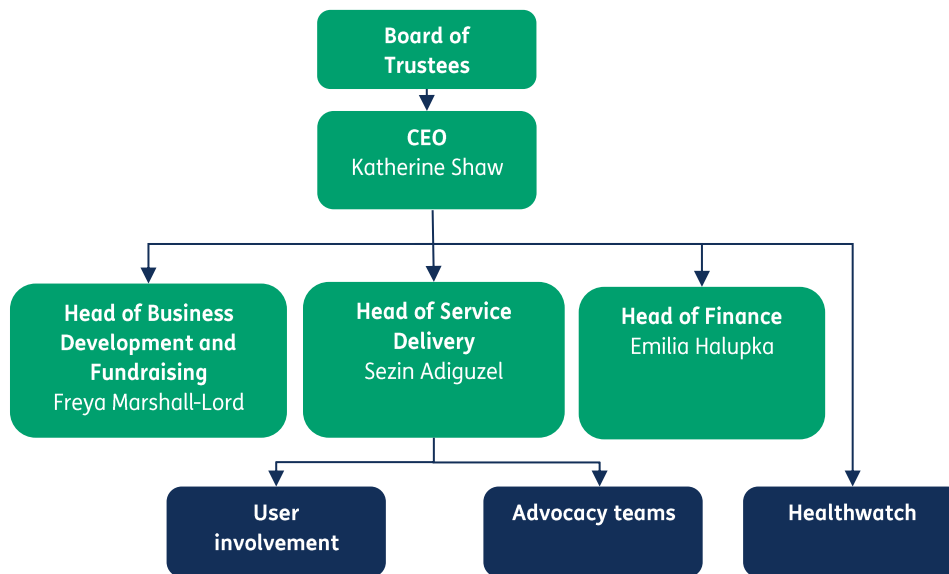 Board of
Trustees
CEO
Katherine Shaw
Head of Business
Development and
Fundraising
Freya Marshall-Lord
Head of Service
Delivery
Sezin Adiguzel
Head of Finance
Emilia Halupka
User
involvement
Advocacy teams
Healthwatch